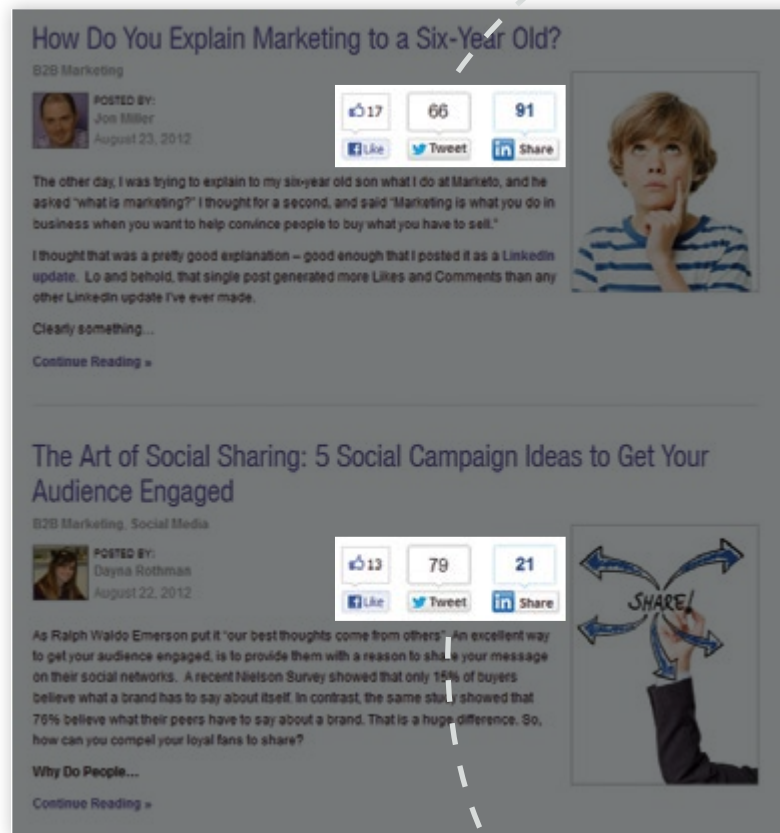 How Do You Explain Marketing to a Six-Year Old?
B2B Marketing
POSTED BY:
Jon Miller
August 23, 2012
17 66 91
Like Tweet in Share
The other day, I was trying to explain to my six-year old son what I do at Marketo, and he
asked "what is marketing?" I thought for a second, and said "Marketing is what you do in
business when you want to help convince people to buy what you have to sell."
I thought that was a pretty good explanation – good enough that I posted it as a LinkedIn
update. Lo and behold, that single post generated more Likes and Comments than any
other LinkedIn update I've ever made.
Clearly something...
Continue Reading »
The Art of Social Sharing: 5 Social Campaign Ideas to Get Your
Audience Engaged
B2B Marketing, Social Media
POSTED BY:
Dayna Rothman
August 22, 2012
13 79 21
Like Tweet in Share
SHARE!
As Ralph Waldo Emerson put it "our best thoughts come from others". An excellent way
to get your audience engaged, is to provide them with a reason to share your message
on their social networks. A recent Nielson Survey showed that only 15% of buyers
believe what a brand has to say about itself. In contrast, the same study showed that
76% believe what their peers have to say about a brand. That is a huge difference. So,
how can you compel your loyal fans to share?
Why Do People...
Continue Reading »